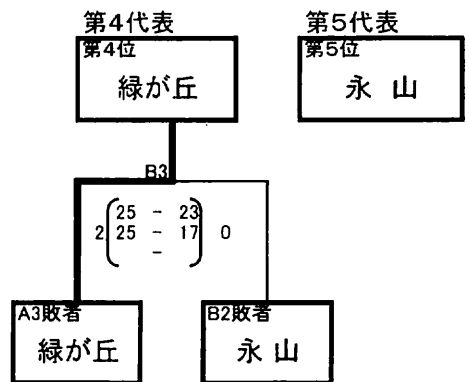 第4代表 第5代表
第4位 第5位
緑が丘 永 山
B3
25 - 23
2 25 - 17 0
-
A3敗者 B2敗者
緑が丘 永 山